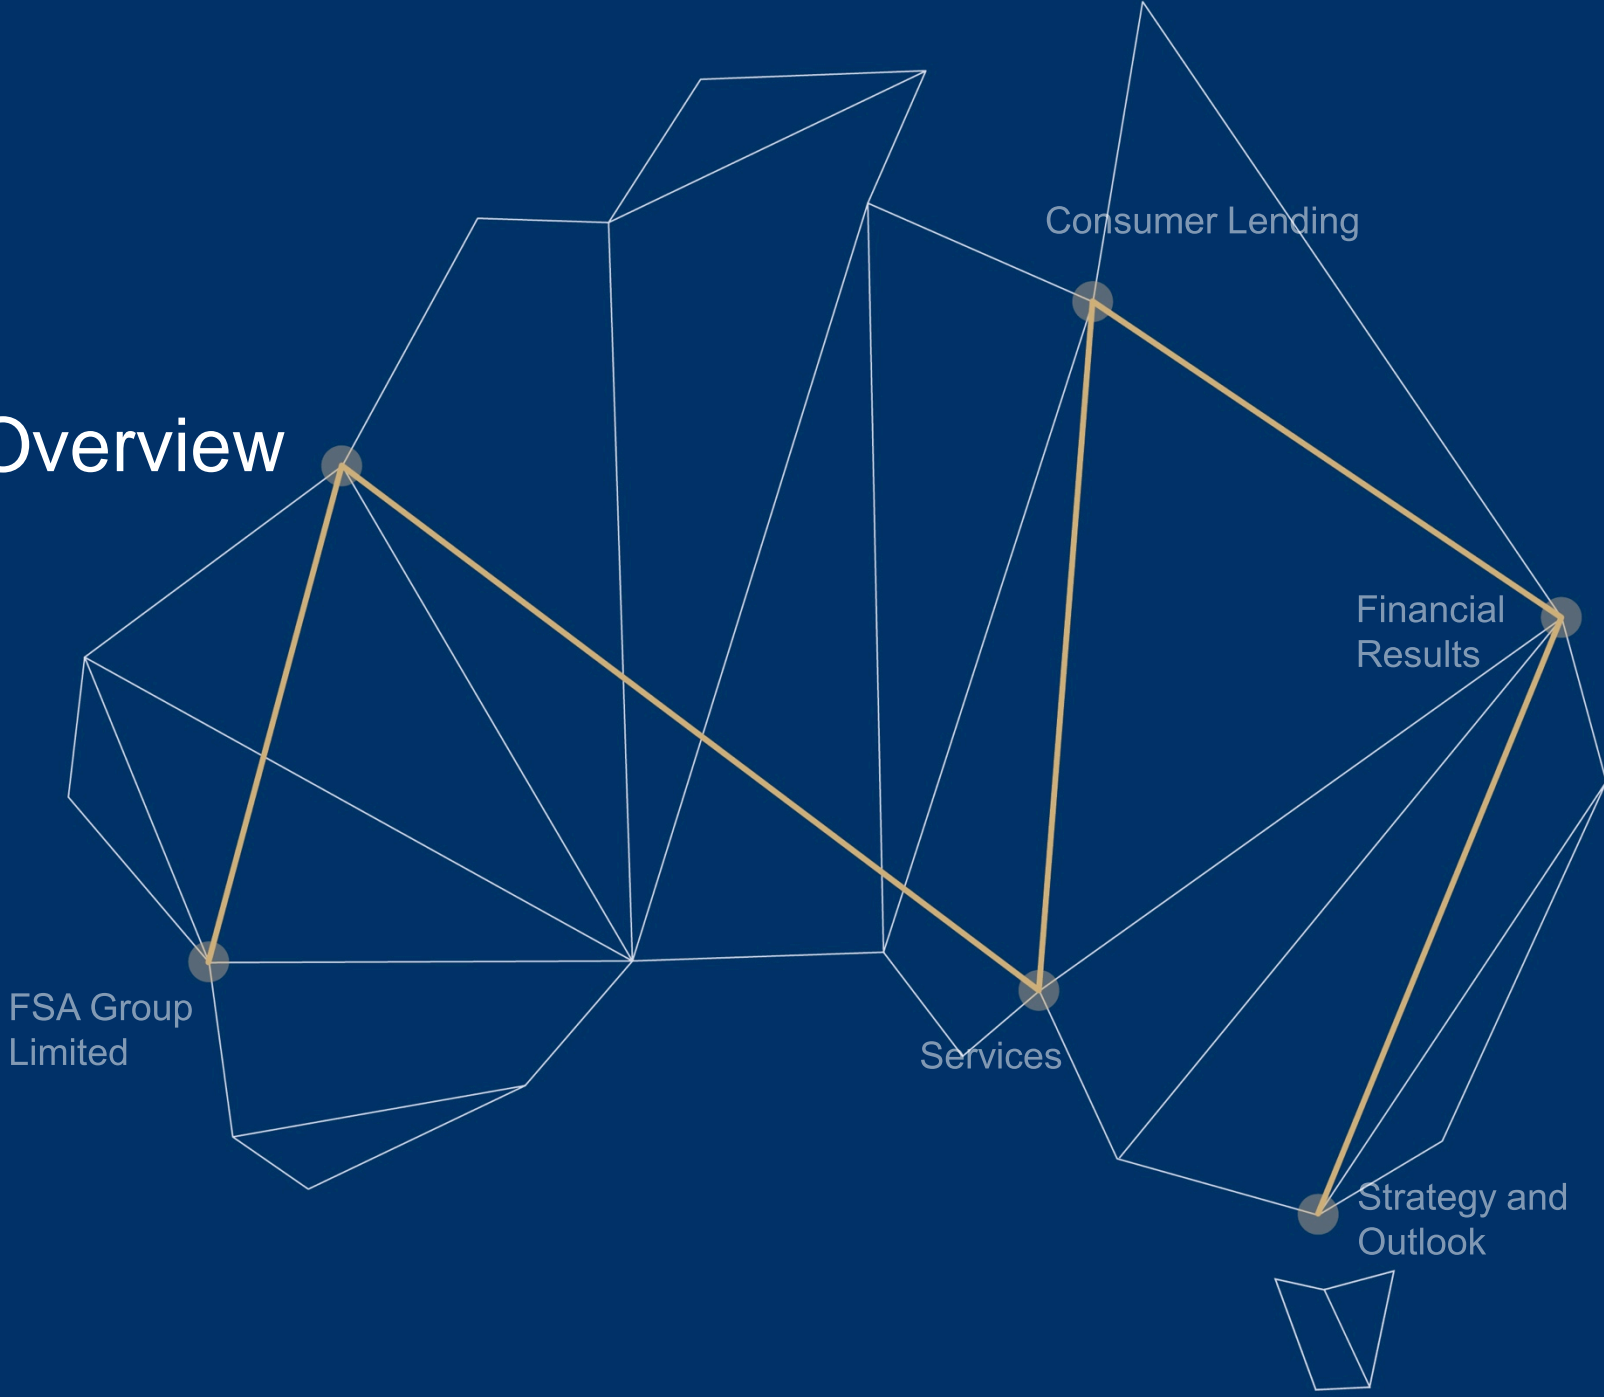 Consumer Lending
Overview
Financial
Results
FSA Group
Limited
Services
Strategy and
Outlook